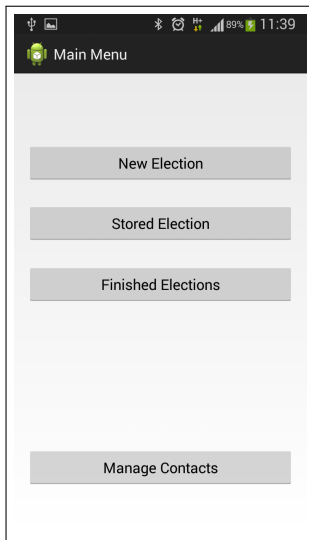 H+ 89% 11:39
Main Menu
New Election
Stored Election
Finished Elections
Manage Contacts